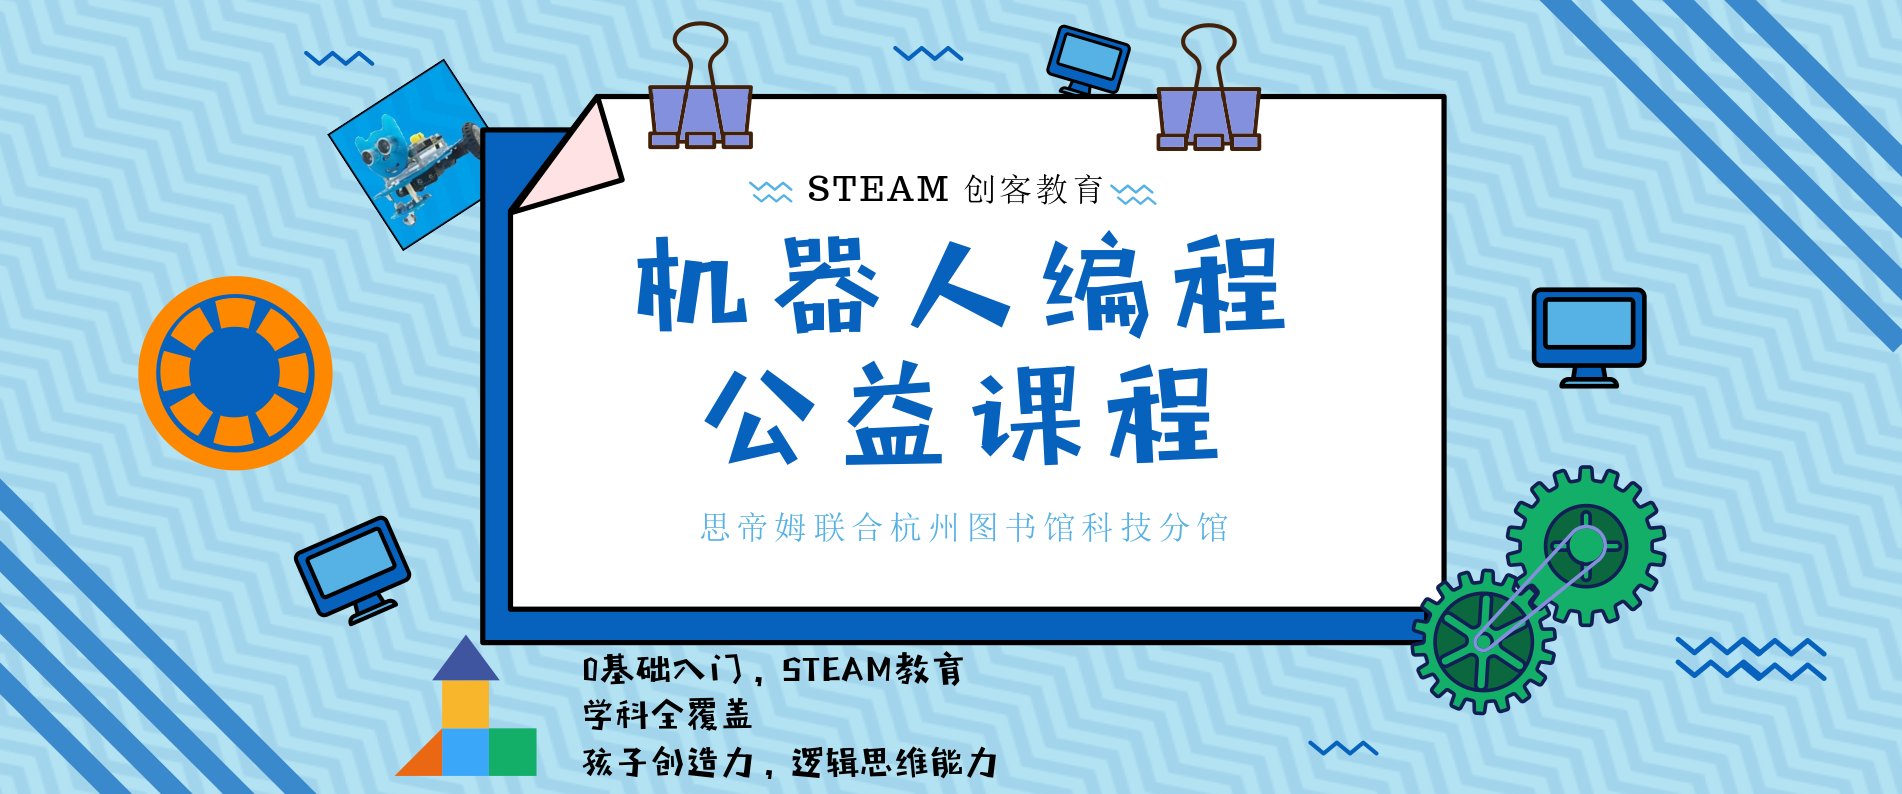 STEAM 创客教育
机器人编程
公益课程
思帝姆联合杭州图书馆科技分馆
0基础入门，STEAM教育
学科全覆盖
孩子创造力，逻辑思维能力